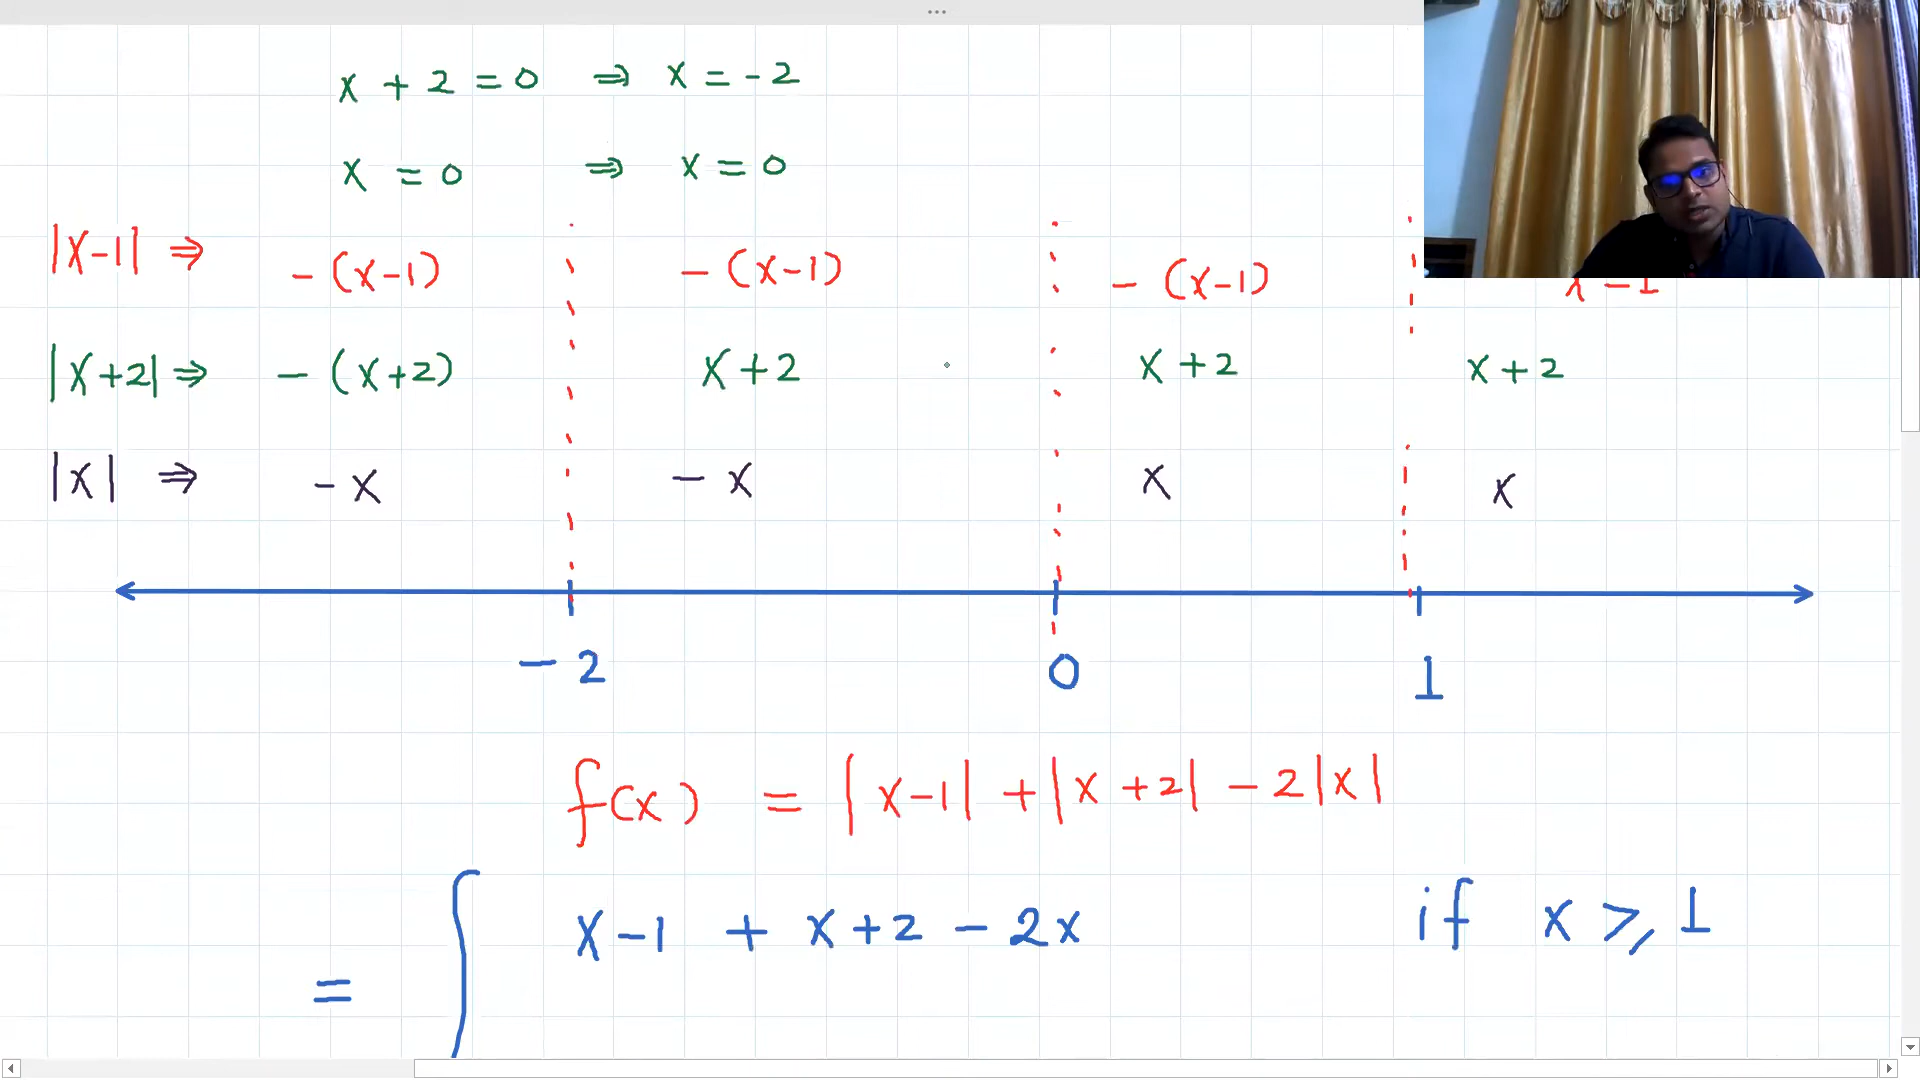 x + 2 = 0 ⇒ x = -2
x = 0 ⇒ x = 0
|x-1| ⇒ -(x-1) -(x-1) -(x-1) x-1
|x+2| ⇒ -(x+2) x+2 x+2 x+2
|x| ⇒ -x -x x x
-2 0 1
f(x) = |x-1| + |x+2| - 2|x|
= { x-1 + x+2 - 2x if x ⩾ 1